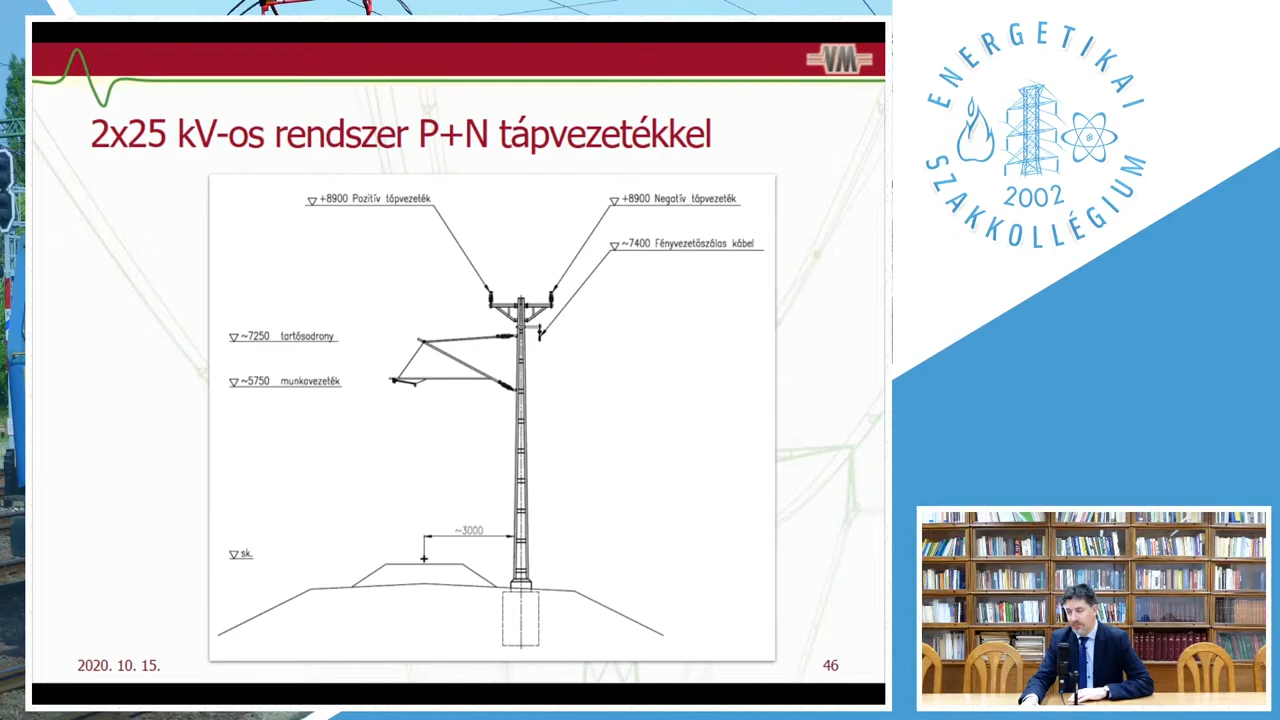 VM
2x25 kV-os rendszer P+N tápvezetékkel
+8900 Pozitív tápvezeték
+8900 Negatív tápvezeték
~7400 Fényvezetőszálas kábel
~7250 tartósodrony
~5750 munkavezeték
~3000
sk.
2020. 10. 15.
46
ENERGETIKAI
SZAKKOLLÉGIUM
2002